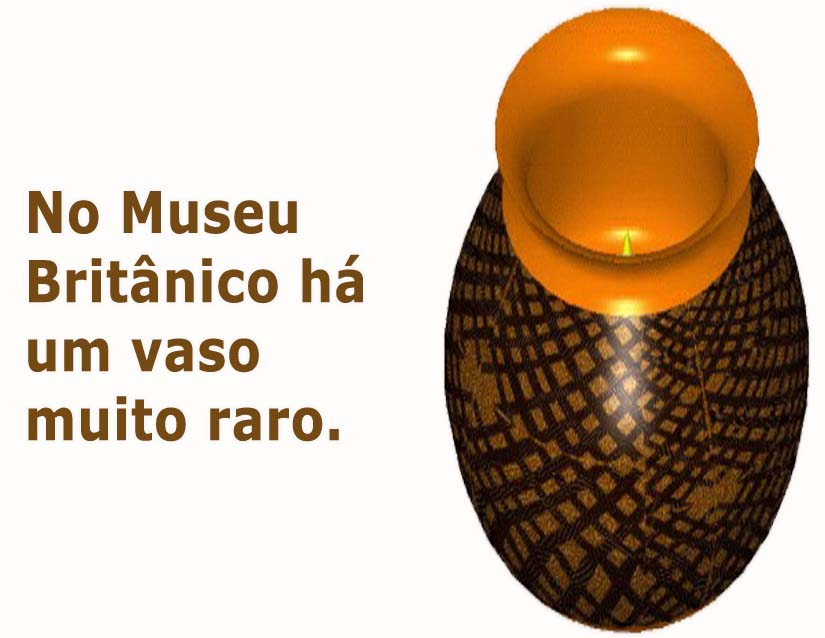 No Museu
Britânico há
um vaso
muito raro.